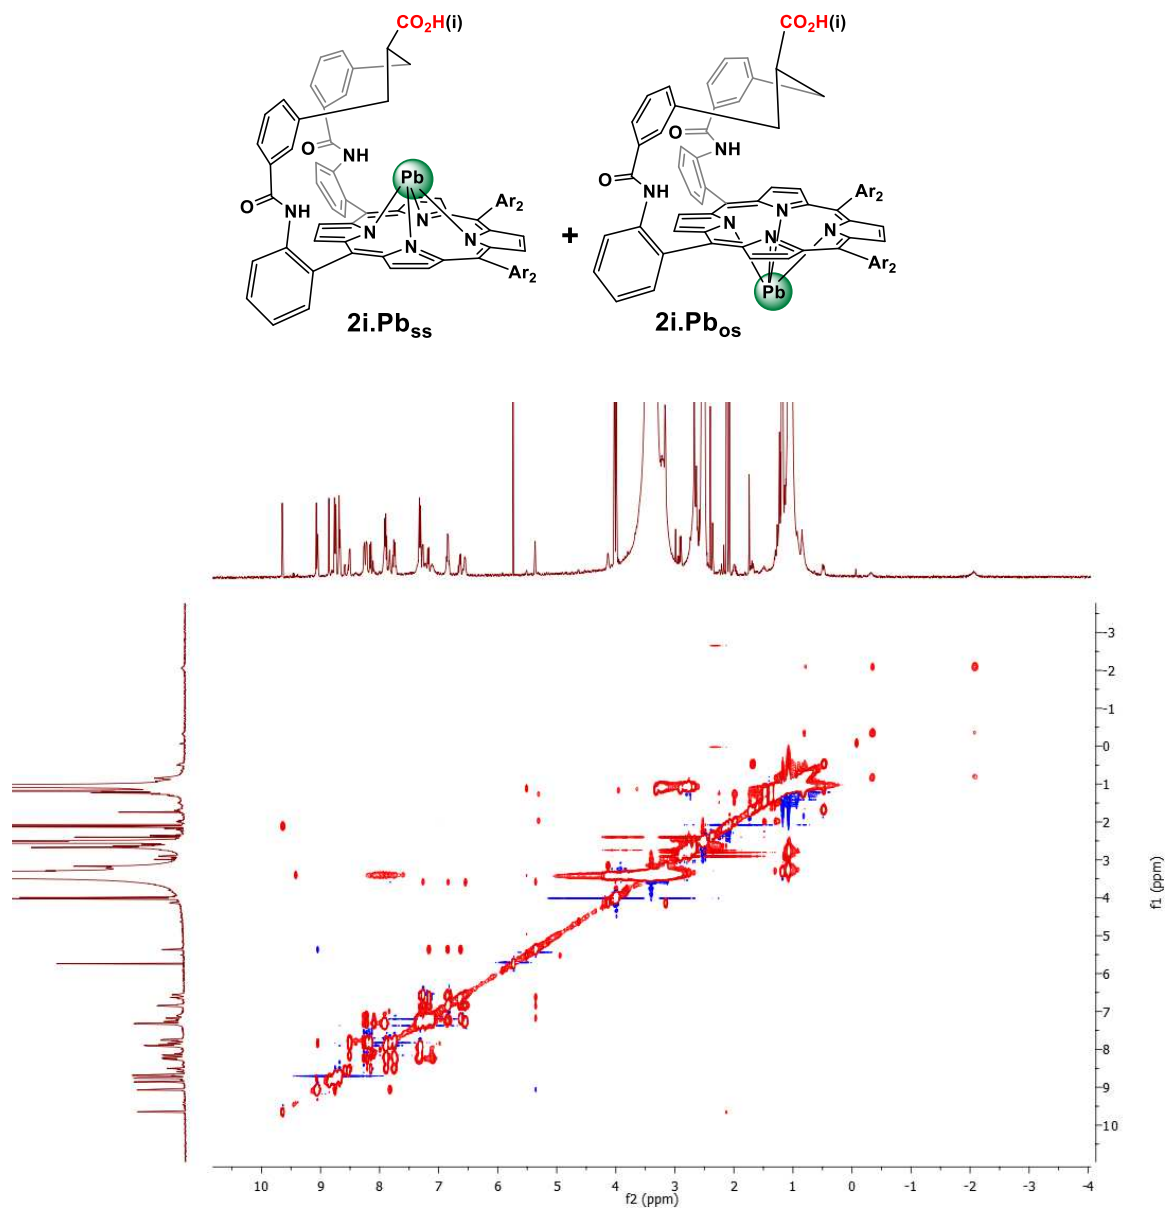 CO2H(i) CO2H(i)
O NH O NH
O NH Pb Ar2 O NH Ar2
N N N N Ar2 + N N N N Ar2
Pb
2i.Pbss 2i.Pbos
-3
-2
-1
0
1
2
3
4
5
6
7
8
9
10
f1 (ppm)
10 9 8 7 6 5 4 3 2 1 0 -1 -2 -3 -4
f2 (ppm)